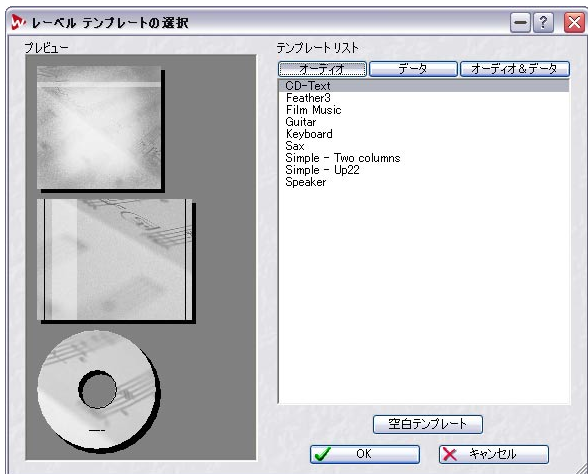 レーベル テンプレートの選択
プレビュー
テンプレートリスト
オーディオ
データ
オーディオ&データ
CD-Text
Feather3
Film Music
Guitar
Keyboard
Sax
Simple - Two columns
Simple - Up22
Speaker
空白テンプレート
OK
キャンセル